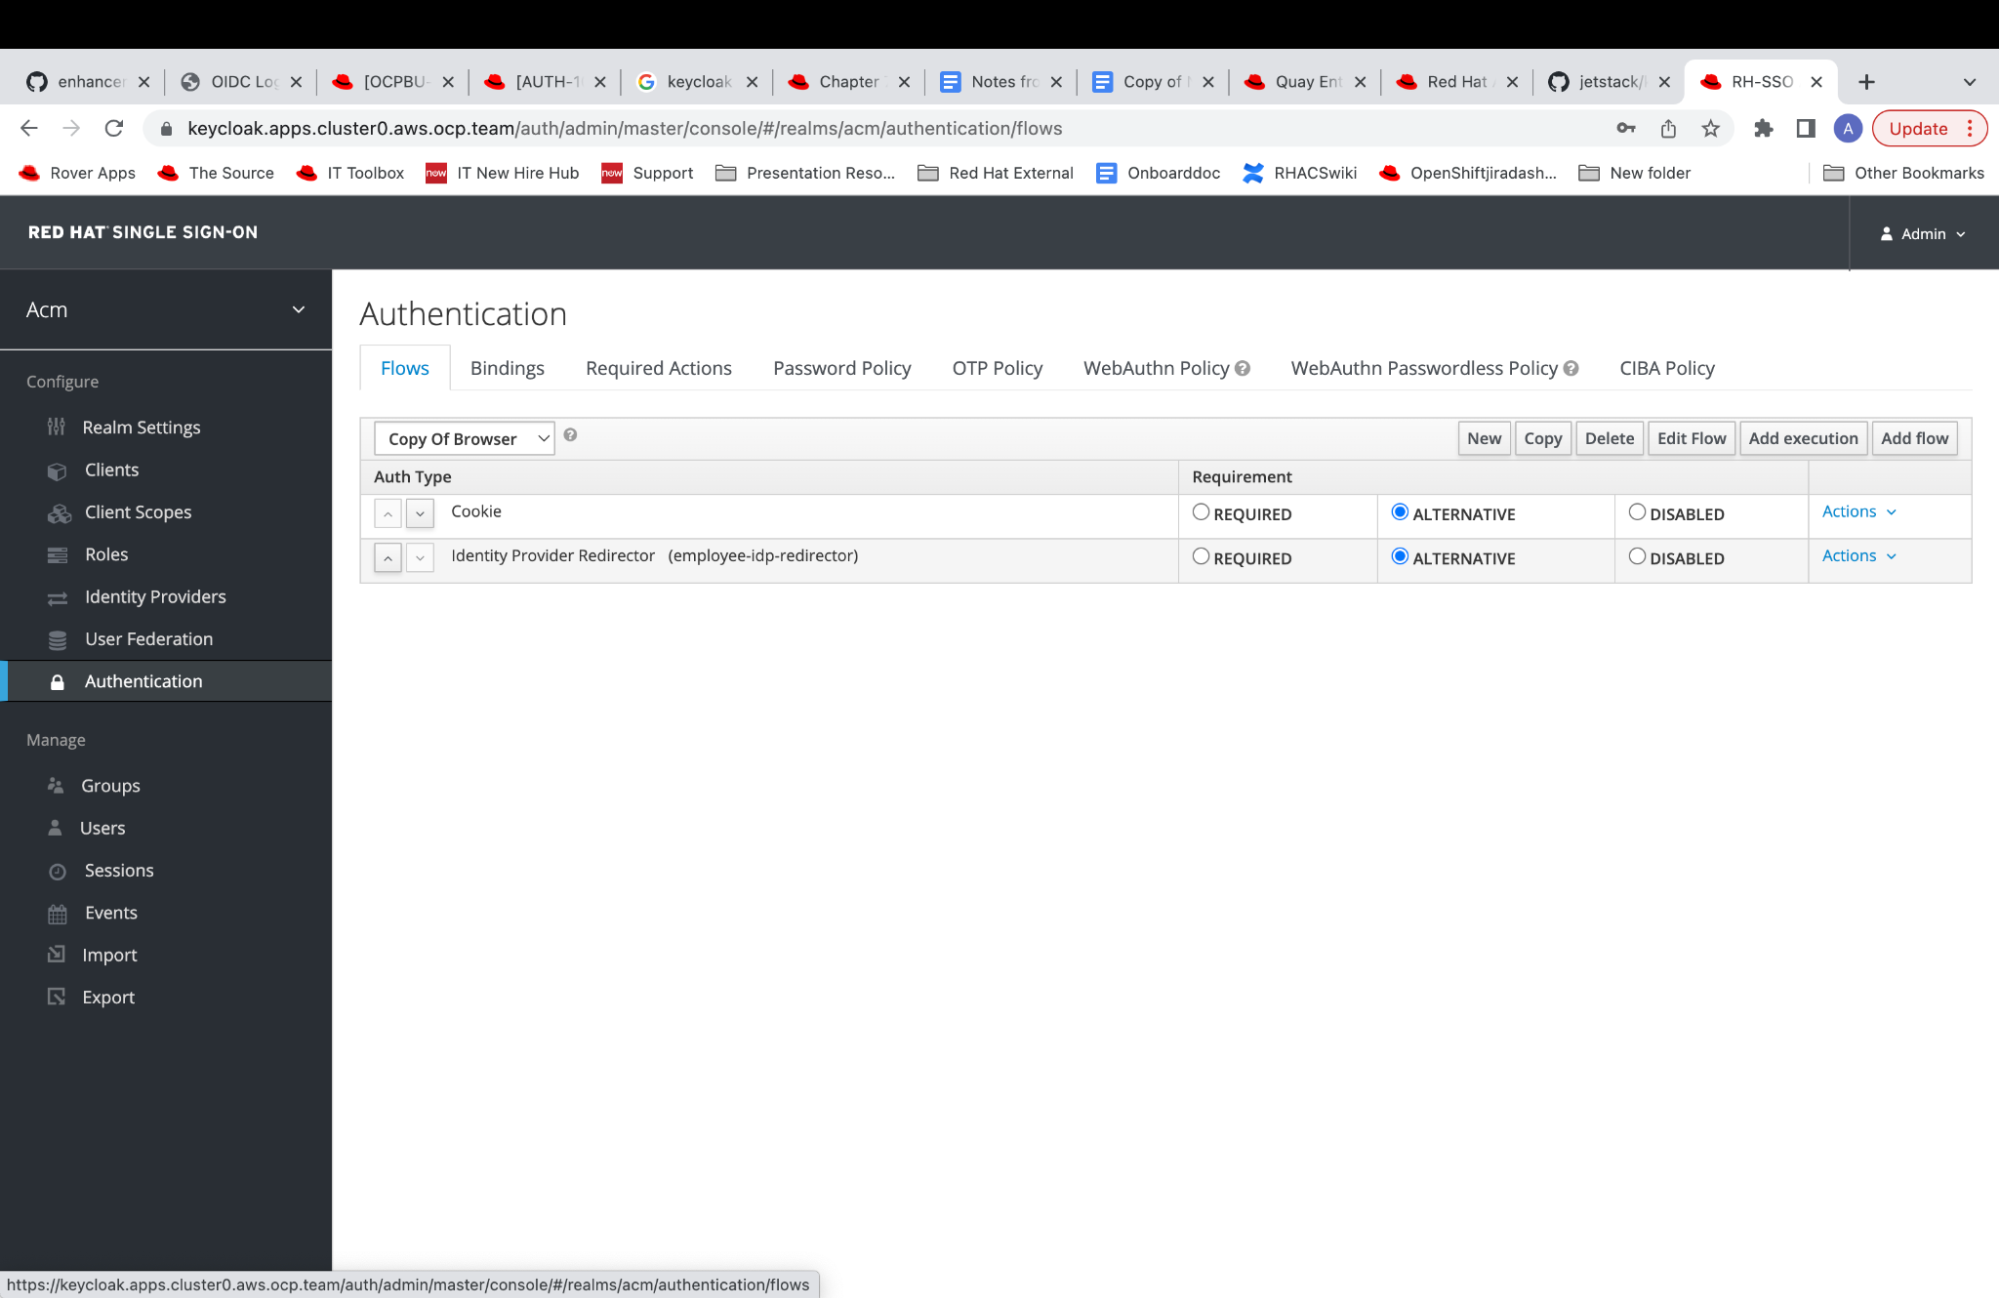 enhancer
OIDC Log
[OCPBU-
[AUTH-1
keycloak
Chapter
Notes fro
Copy of
Quay Ent
Red Hat
jetstack/
RH-SSO
keycloak.apps.cluster0.aws.ocp.team/auth/admin/master/console/#/realms/acm/authentication/flows
A
Update
Rover Apps
The Source
IT Toolbox
now
IT New Hire Hub
now
Support
Presentation Reso...
Red Hat External
Onboarddoc
RHACSwiki
OpenShiftjiradash...
New folder
Other Bookmarks
RED HAT SINGLE SIGN-ON
Admin
Acm
Configure
Realm Settings
Clients
Client Scopes
Roles
Identity Providers
User Federation
Authentication
Manage
Groups
Users
Sessions
Events
Import
Export
Authentication
Flows
Bindings
Required Actions
Password Policy
OTP Policy
WebAuthn Policy
WebAuthn Passwordless Policy
CIBA Policy
Copy Of Browser
New
Copy
Delete
Edit Flow
Add execution
Add flow
Auth Type
Requirement
Cookie
REQUIRED
ALTERNATIVE
DISABLED
Actions
Identity Provider Redirector (employee-idp-redirector)
REQUIRED
ALTERNATIVE
DISABLED
Actions
https://keycloak.apps.cluster0.aws.ocp.team/auth/admin/master/console/#/realms/acm/authentication/flows